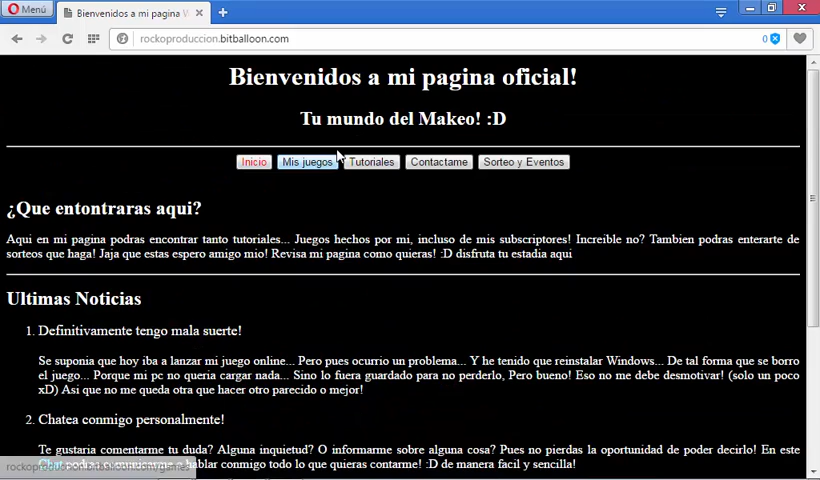 Menú
Bienvenidos a mi pagina W
rockoproduccion.bitballoon.com
0
Bienvenidos a mi pagina oficial!
Tu mundo del Makeo! :D
Inicio Mis juegos Tutoriales Contactame Sorteo y Eventos
¿Que entontraras aqui?
Aqui en mi pagina podras encontrar tanto tutoriales... Juegos hechos por mi, incluso de mis subscriptores! Increible no? Tambien podras enterarte de
sorteos que haga! Jaja que estas espero amigo mio! Revisa mi pagina como quieras! :D disfruta tu estadia aqui
Ultimas Noticias
1. Definitivamente tengo mala suerte!
Se suponia que hoy iba a lanzar mi juego online... Pero pues ocurrio un problema... Y he tenido que reinstalar Windows... De tal forma que se borro
el juego... Porque mi pc no queria cargar nada... Sino lo fuera guardado para no perderlo, Pero bueno! Eso no me debe desmotivar! (solo un poco
xD) Asi que no me queda otra que hacer otro parecido o mejor!
2. Chatea conmigo personalmente!
Te gustaria comentarme tu duda? Alguna inquietud? O informarme sobre alguna cosa? Pues no pierdas la oportunidad de poder decirlo! En este
hablar conmigo todo lo que quieras contarme! :D de manera facil y sencilla!
rockoproduccion.bitballoon.com/games